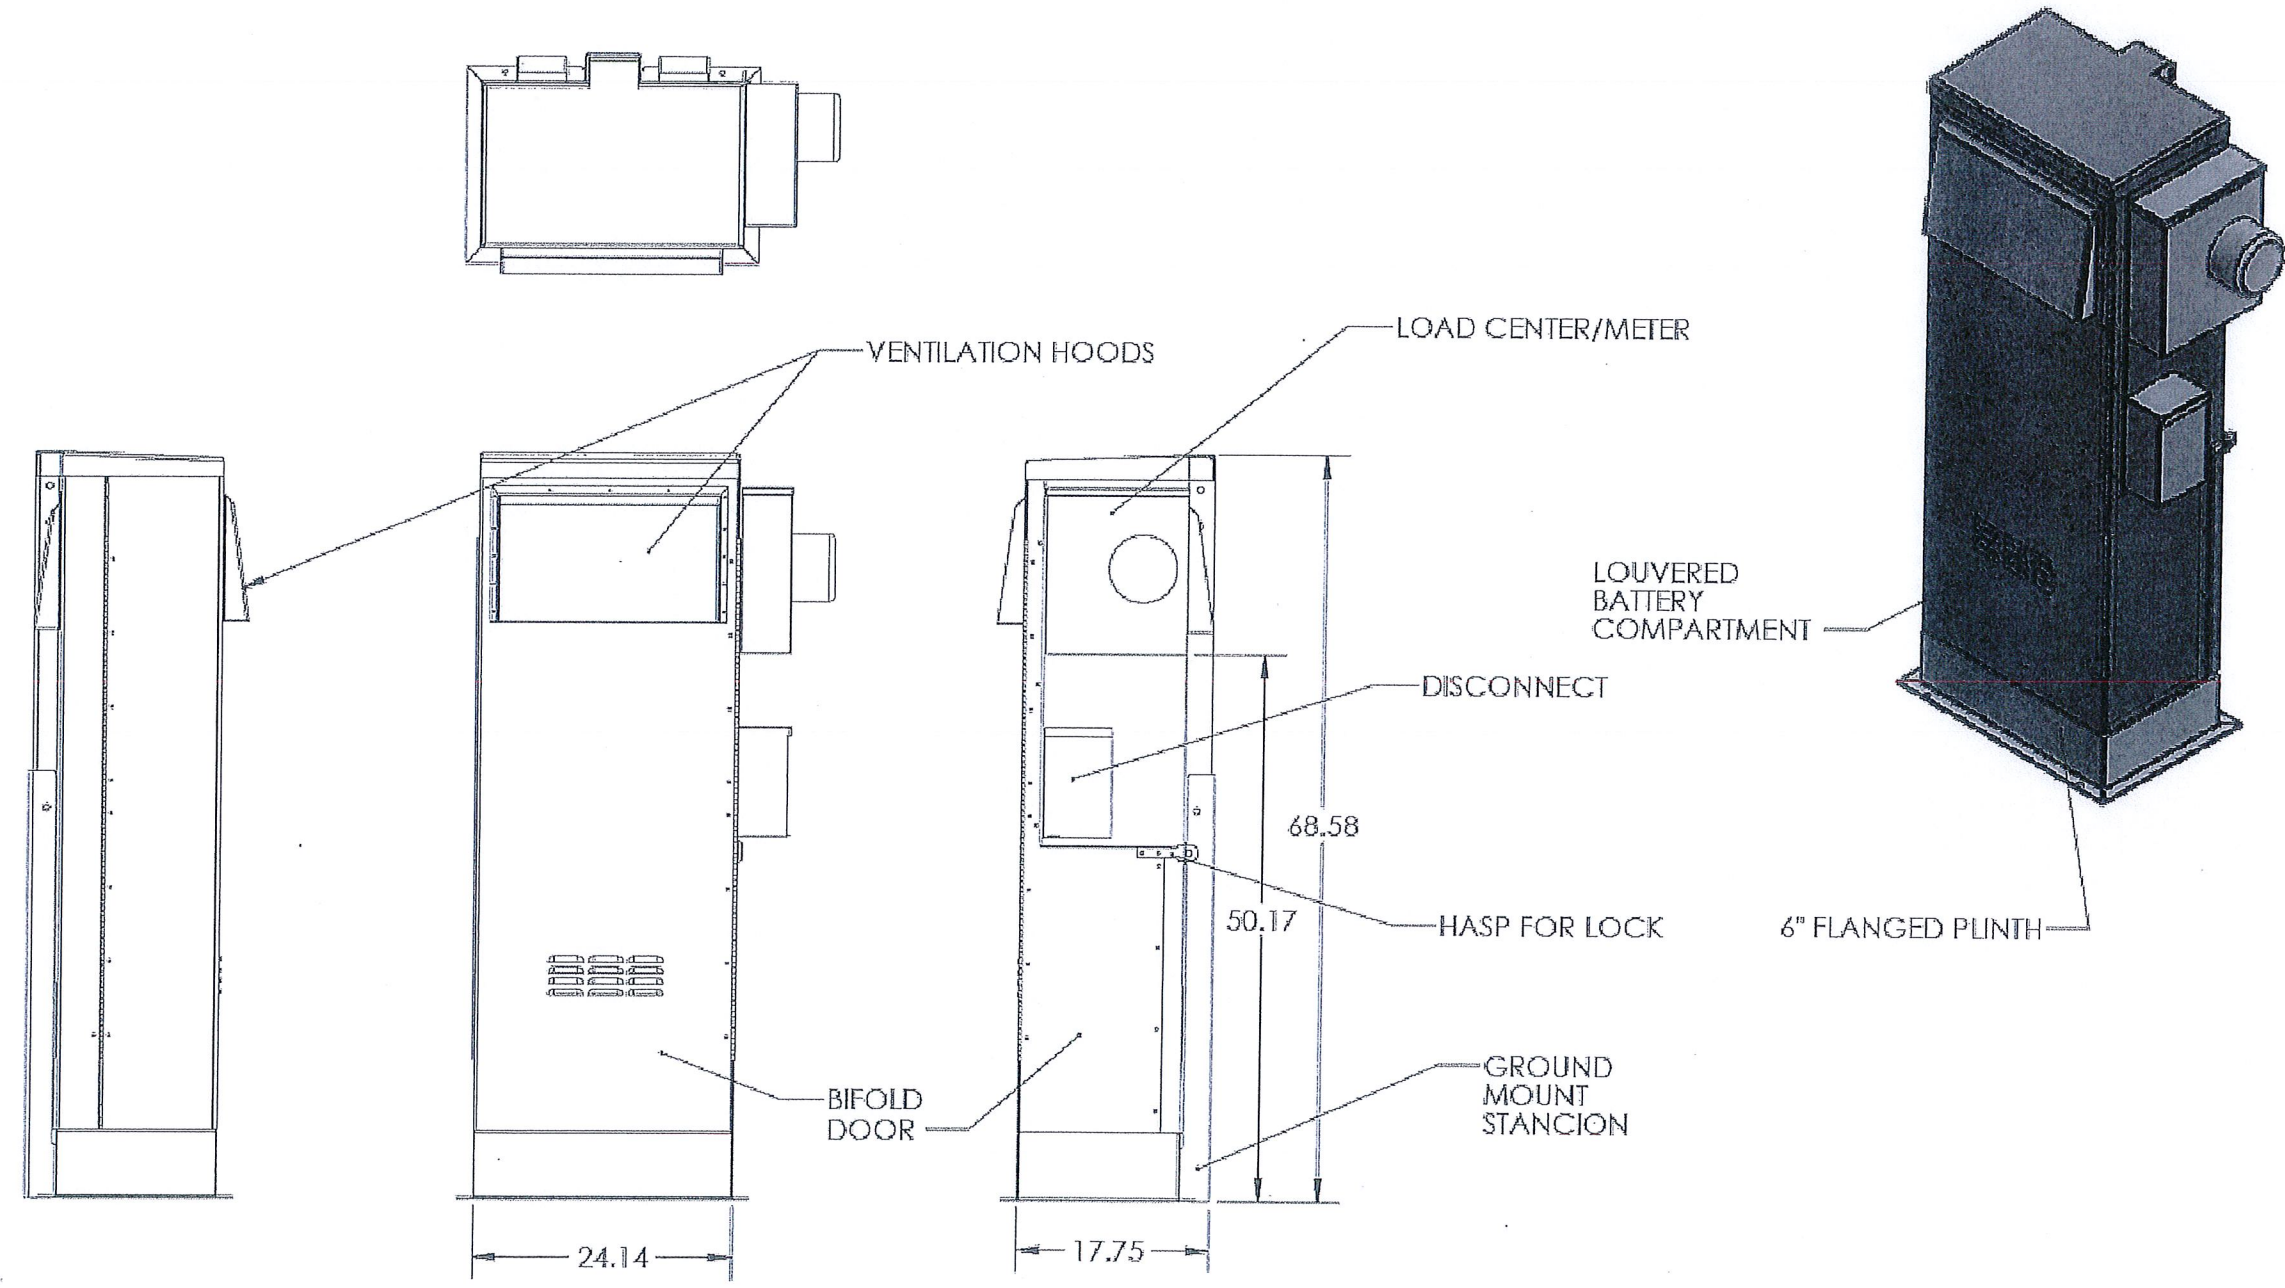 VENTILATION HOODS
LOAD CENTER/METER
LOUVERED
BATTERY
COMPARTMENT
DISCONNECT
68.58
50.17
HASP FOR LOCK
6" FLANGED PLINTH
BIFOLD
DOOR
GROUND
MOUNT
STANCION
24.14
17.75